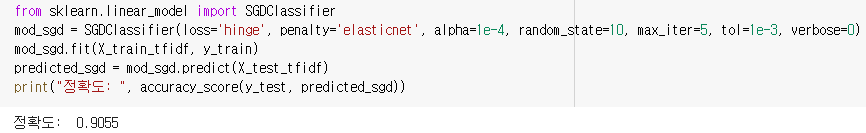 from sklearn.linear_model import SGDClassifier
mod_sgd = SGDClassifier(loss='hinge', penalty='elasticnet', alpha=1e-4, random_state=10, max_iter=5, tol=1e-3, verbose=0)
mod_sgd.fit(X_train_tfidf, y_train)
predicted_sgd = mod_sgd.predict(X_test_tfidf)
print("정확도: ", accuracy_score(y_test, predicted_sgd))
정확도:  0.9055